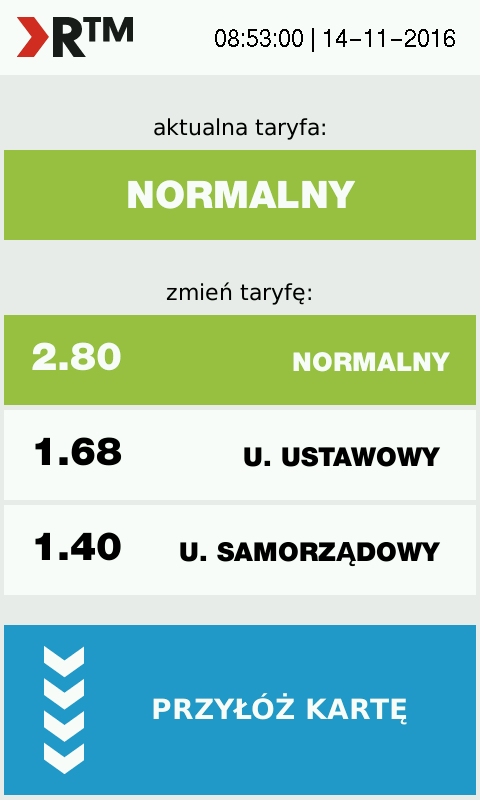 RTM
08:53:00 | 14-11-2016
aktualna taryfa:
NORMALNY
zmień taryfę:
2.80 NORMALNY
1.68 U. USTAWOWY
1.40 U. SAMORZĄDOWY
PRZYŁÓŻ KARTĘ